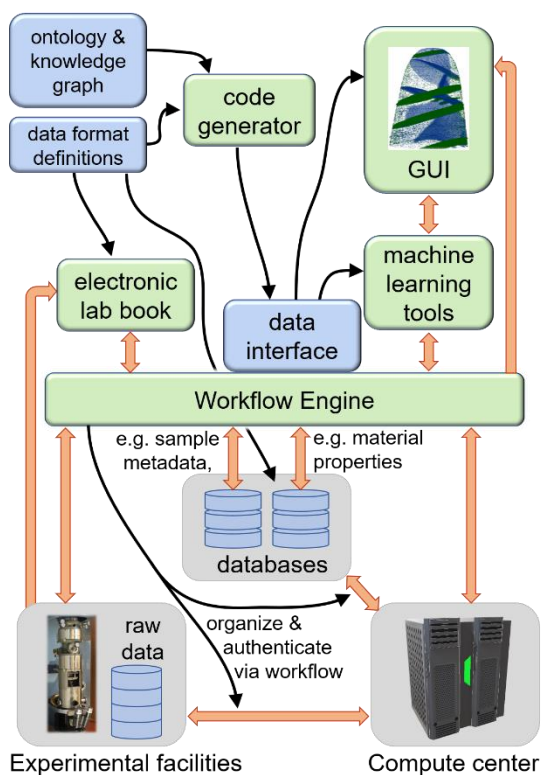 ontology &
knowledge
graph
code
generator
GUI
data format
definitions
electronic
lab book
data
interface
machine
learning
tools
Workflow Engine
e.g. sample
metadata,
e.g. material
properties
databases
raw
data
organize &
authenticate
via workflow
Experimental facilities
Compute center